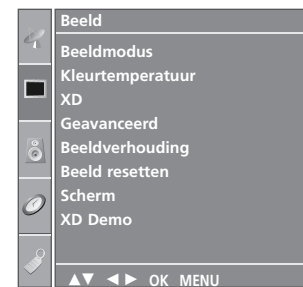 Beeld
Beeldmodus
Kleurtemperatuur
XD
Geavanceerd
Beeldverhouding
Beeld resetten
Scherm
XD Demo
▲▼ ◄► OK MENU